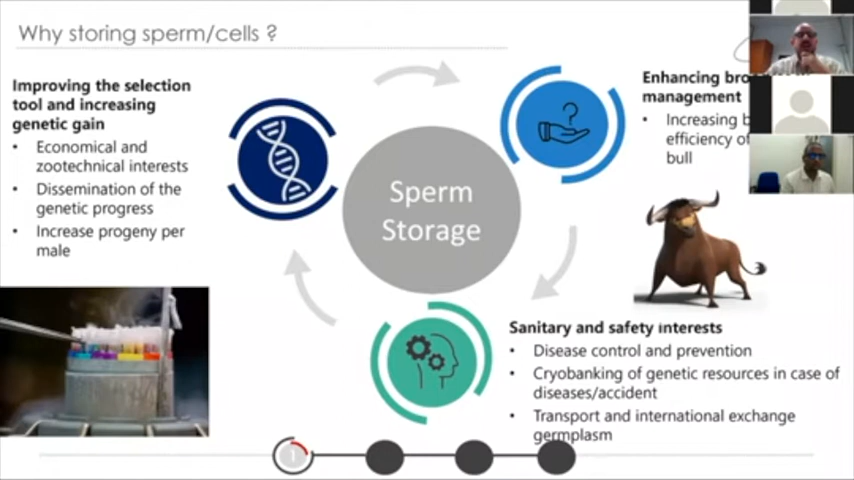 Why storing sperm/cells ?
Improving the selection
tool and increasing
genetic gain
• Economical and
zootechnical interests
• Dissemination of the
genetic progress
• Increase progeny per
male
Sperm
Storage
?
Enhancing
management
• Increasing
efficiency of
bull
Sanitary and safety interests
• Disease control and prevention
• Cryobanking of genetic resources in case of
diseases/accident
• Transport and international exchange
germplasm
1